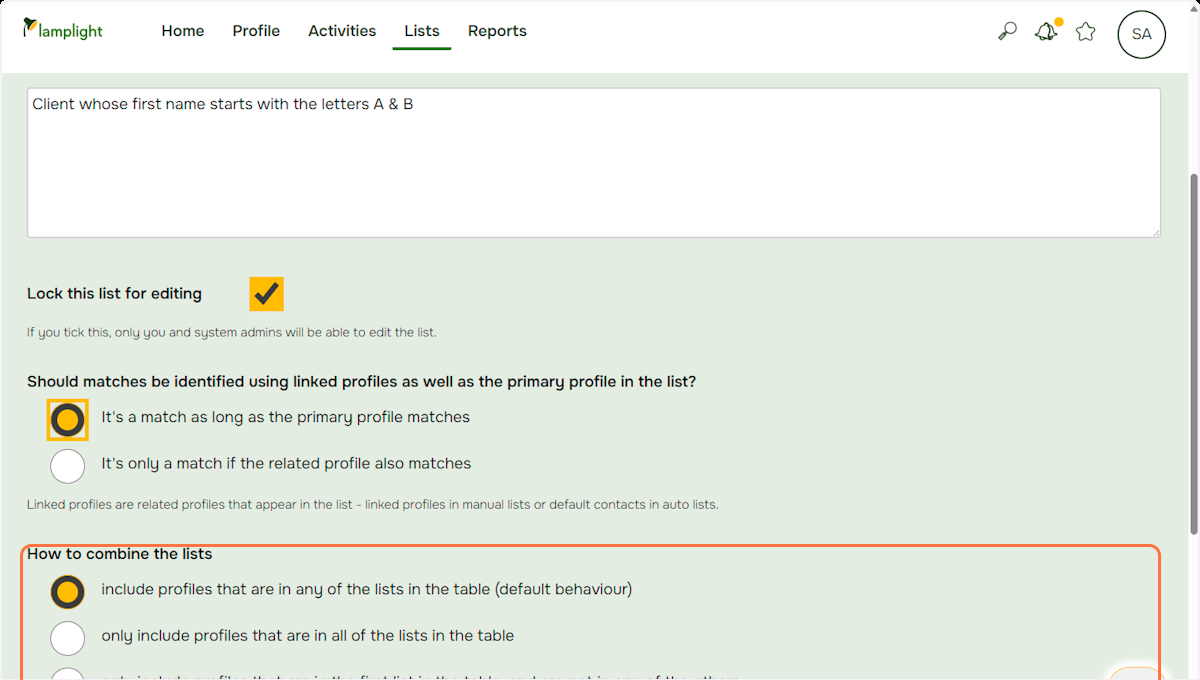 lamplight
Home Profile Activities Lists Reports
SA
Client whose first name starts with the letters A & B
Lock this list for editing
If you tick this, only you and system admins will be able to edit the list.
Should matches be identified using linked profiles as well as the primary profile in the list?
It's a match as long as the primary profile matches
It's only a match if the related profile also matches
Linked profiles are related profiles that appear in the list - linked profiles in manual lists or default contacts in auto lists.
How to combine the lists
include profiles that are in any of the lists in the table (default behaviour)
only include profiles that are in all of the lists in the table